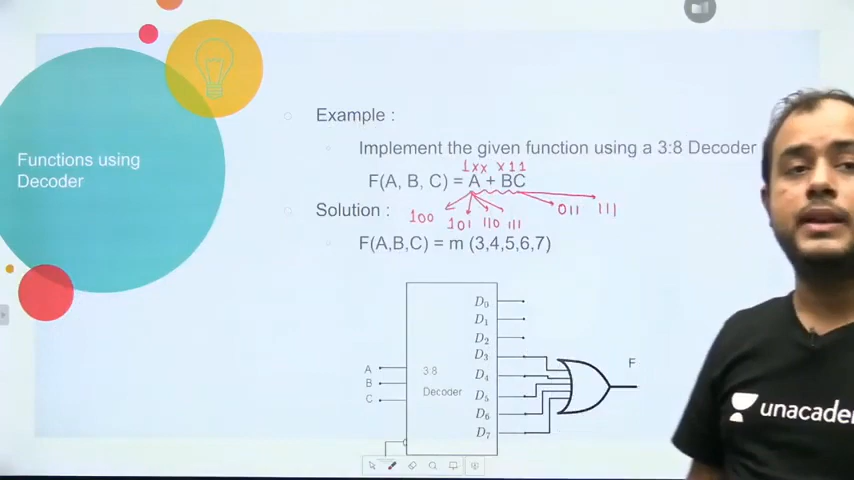 Functions using
Decoder
Example :
Implement the given function using a 3:8 Decoder
1xx x11
F(A, B, C) = A + BC
Solution :
100 101 110 111 011 111
F(A,B,C) = m (3,4,5,6,7)
D0
D1
D2
D3
D4
D5
D6
D7
A
B
C
3:8
Decoder
F
unacade